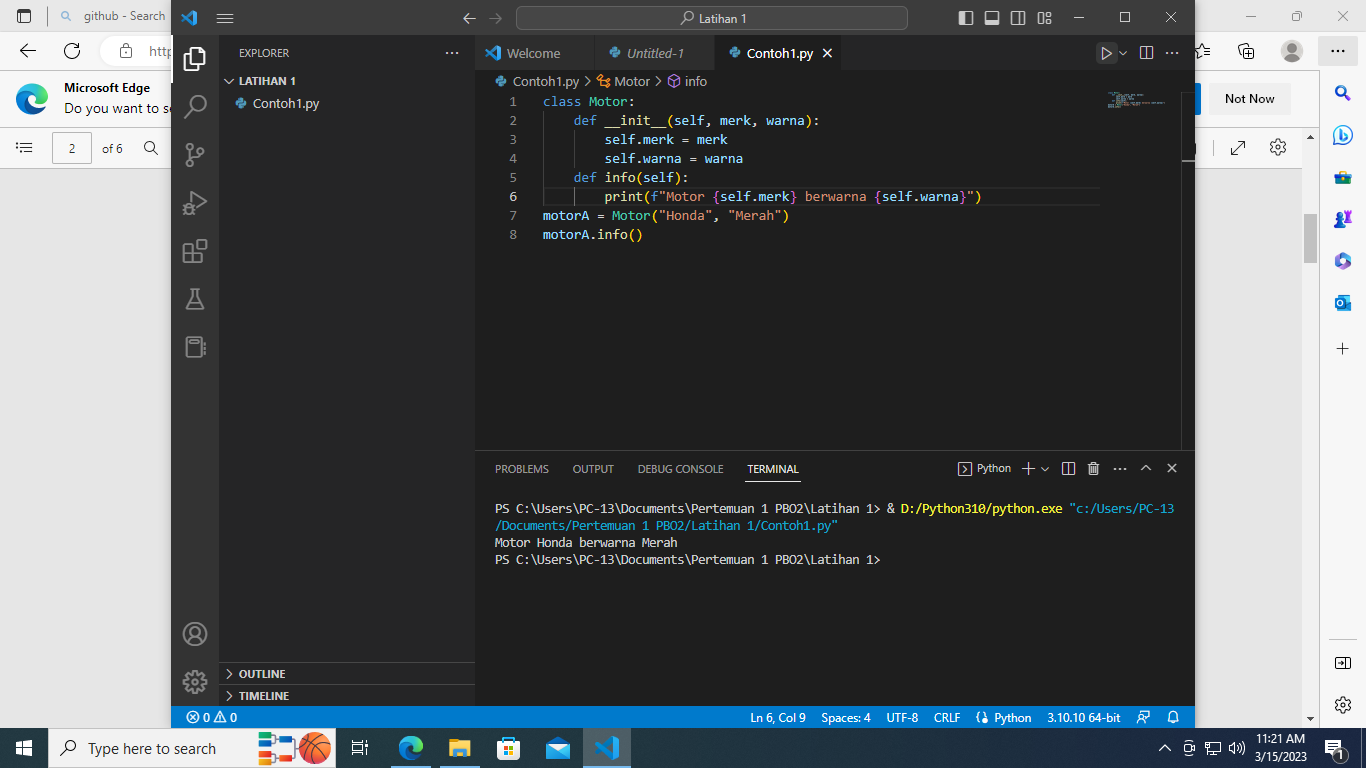 github - Search
Latihan 1
http
Microsoft Edge
Do you want to s
Not Now
2 of 6
EXPLORER
LATIHAN 1
Contoh1.py
OUTLINE
TIMELINE
Welcome Untitled-1 Contoh1.py
Contoh1.py > Motor > info
1 class Motor:
2 def __init__(self, merk, warna):
3 self.merk = merk
4 self.warna = warna
5 def info(self):
6 print(f"Motor {self.merk} berwarna {self.warna}")
7 motorA = Motor("Honda", "Merah")
8 motorA.info()
PROBLEMS OUTPUT DEBUG CONSOLE TERMINAL Python
PS C:\Users\PC-13\Documents\Pertemuan 1 PBO2\Latihan 1> & D:/Python310/python.exe "c:/Users/PC-13
/Documents/Pertemuan 1 PBO2/Latihan 1/Contoh1.py"
Motor Honda berwarna Merah
PS C:\Users\PC-13\Documents\Pertemuan 1 PBO2\Latihan 1>
0 0 Ln 6, Col 9 Spaces: 4 UTF-8 CRLF Python 3.10.10 64-bit
Type here to search
11:21 AM
3/15/2023
1